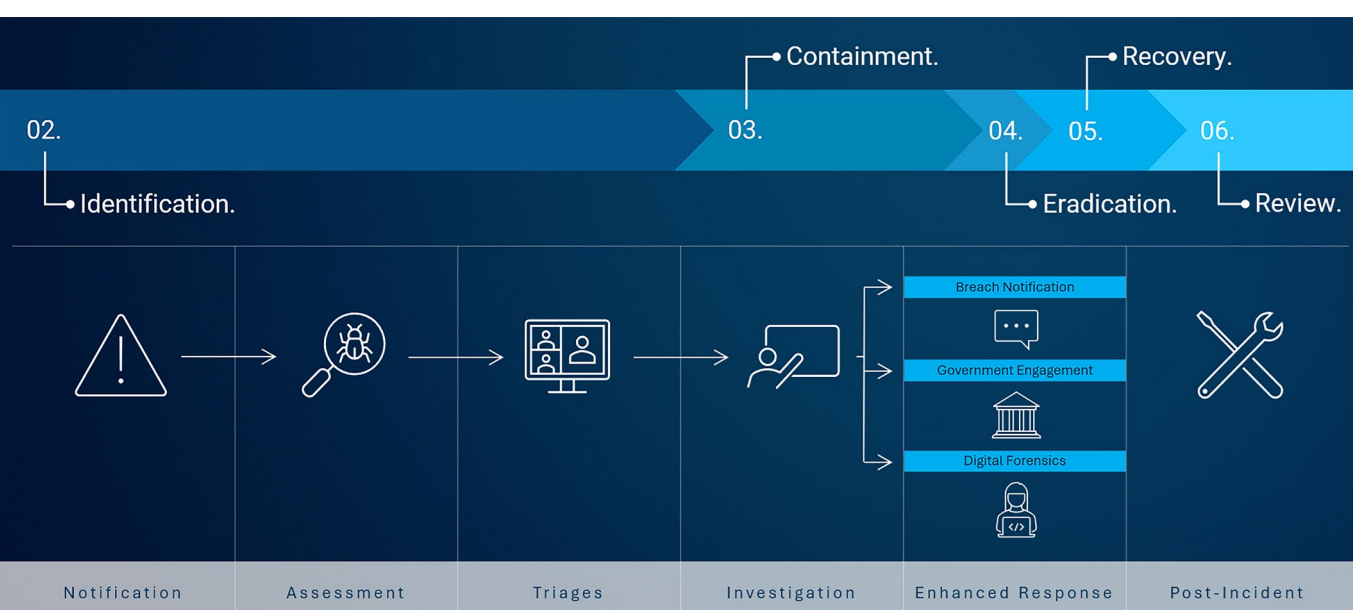 Containment.
Recovery.
02.
03.
04.
05.
06.
Identification.
Eradication.
Review.
Breach Notification
Government Engagement
Digital Forensics
</>
Notification
Assessment
Triages
Investigation
Enhanced Response
Post-Incident